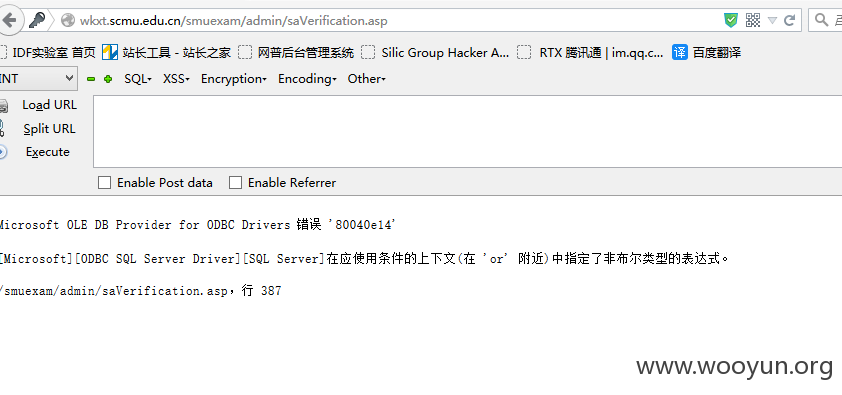 wkxt.scmu.edu.cn/smuexam/admin/saVerification.asp
IDF实验室 首页 站长工具 - 站长之家 网普后台管理系统 Silic Group Hacker A... RTX 腾讯通 | im.qq.c... 译 百度翻译
INT SQL▾ XSS▾ Encryption▾ Encoding▾ Other▾
Load URL
Split URL
Execute
Enable Post data Enable Referrer
Microsoft OLE DB Provider for ODBC Drivers 错误 '80040e14'
[Microsoft][ODBC SQL Server Driver][SQL Server]在应使用条件的上下文(在 'or' 附近)中指定了非布尔类型的表达式。
/smuexam/admin/saVerification.asp，行 387
www.wooyun.org